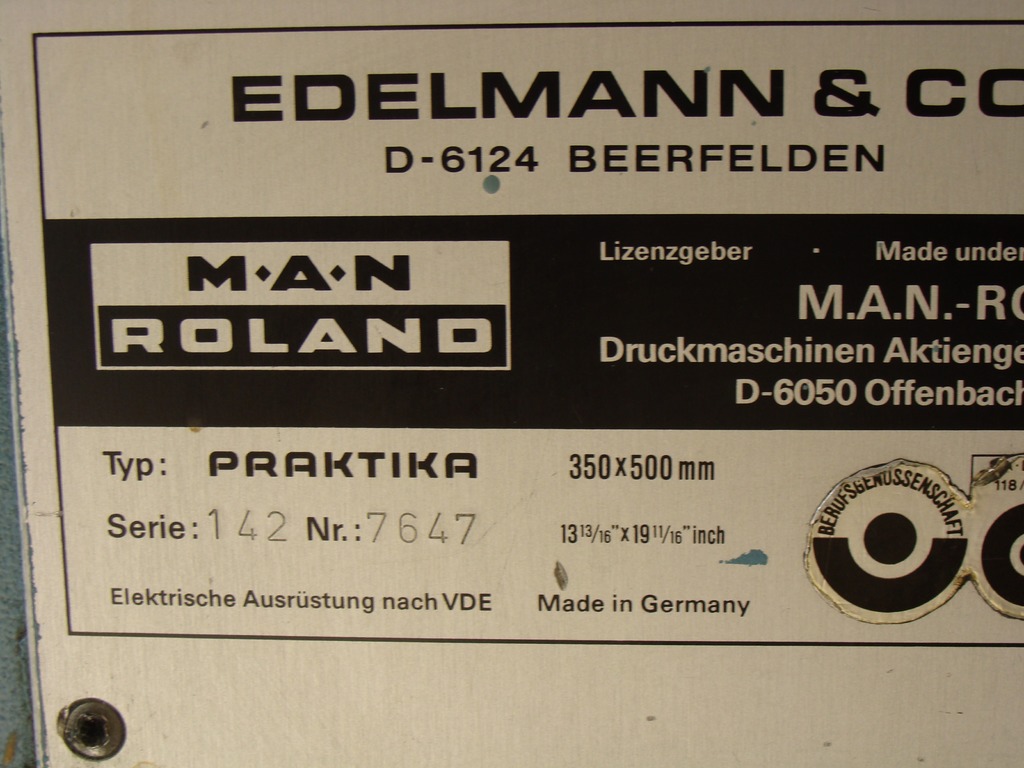 EDELMANN & CO
D-6124 BEERFELDEN
M·A·N
ROLAND
Lizenzgeber · Made under
M.A.N.-RO
Druckmaschinen Aktienge
D-6050 Offenbach
Typ: PRAKTIKA 350x500 mm
Serie: 142 Nr.: 7647 13 13/16" x 19 11/16" inch
Elektrische Ausrüstung nach VDE Made in Germany
BERUFSGENOSSENSCHAFT
118/